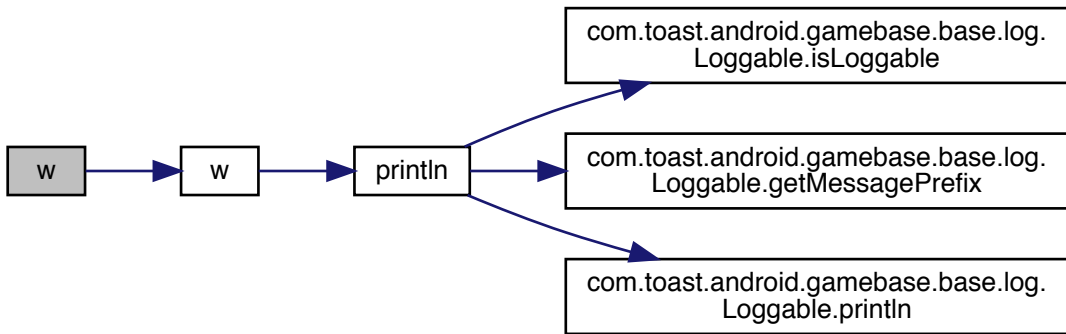 w
w
println
com.toast.android.gamebase.base.log.
Loggable.isLoggable
com.toast.android.gamebase.base.log.
Loggable.getMessagePrefix
com.toast.android.gamebase.base.log.
Loggable.println